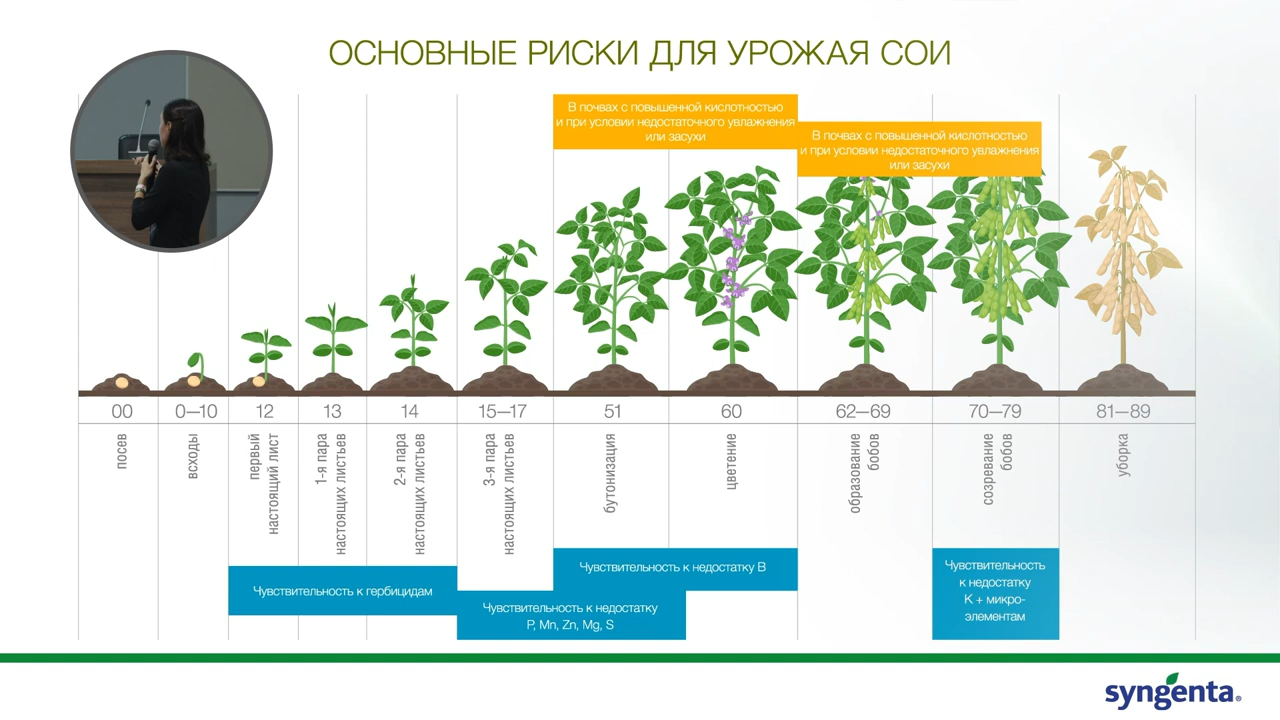 ОСНОВНЫЕ РИСКИ ДЛЯ УРОЖАЯ СОИ
В почвах с повышенной кислотностью
и при условии недостаточного увлажнения
или засухи
В почвах с повышенной кислотностью
и при условии недостаточного увлажнения
или засухи
00
0–10
12
13
14
15–17
51
60
62–69
70–79
81–89
посев
всходы
первый
настоящий лист
1-я пара
настоящих листьев
2-я пара
настоящих листьев
3-я пара
настоящих листьев
бутонизация
цветение
образование
бобов
созревание
бобов
уборка
Чувствительность к гербицидам
Чувствительность к недостатку
P, Mn, Zn, Mg, S
Чувствительность к недостатку B
Чувствительность
к недостатку
K + микро-
элементам
syngenta®